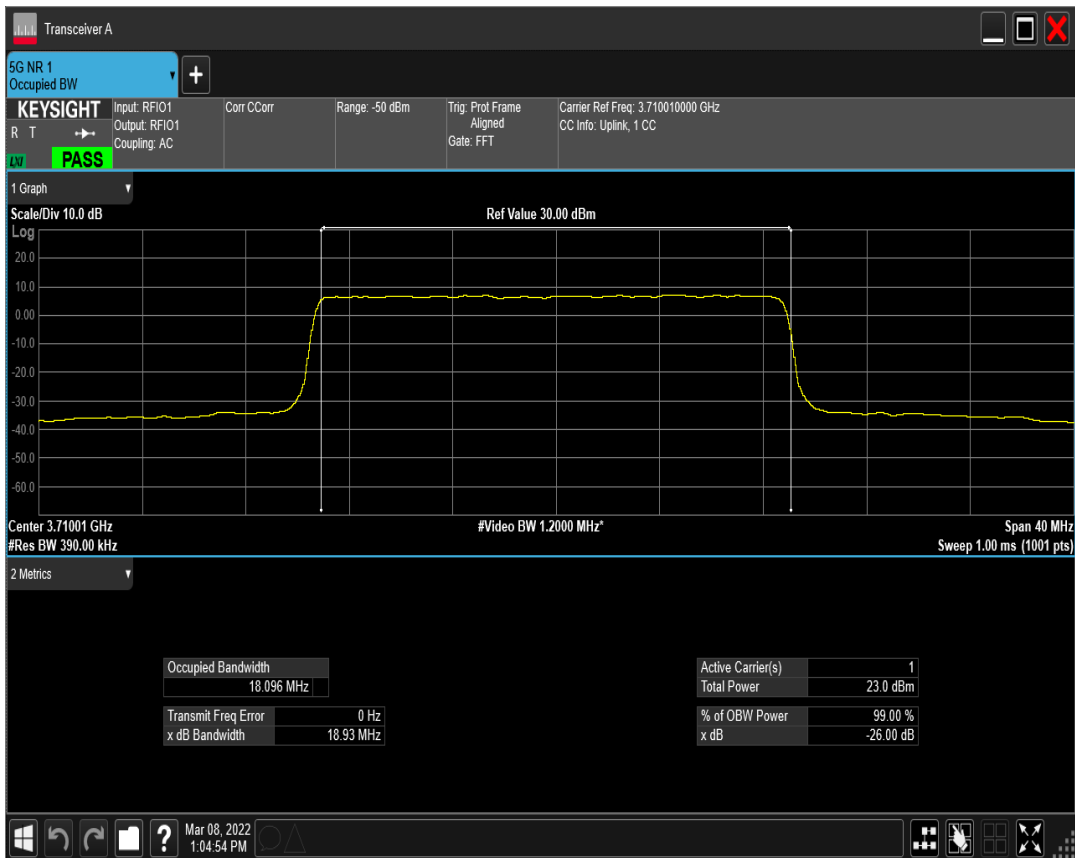 Transceiver A
5G NR 1
Occupied BW
KEYSIGHT
R T
LXI
PASS
Input: RFIO1
Output: RFIO1
Coupling: AC
Corr CCorr
Range: -50 dBm
Trig: Prot Frame
Aligned
Gate: FFT
Carrier Ref Freq: 3.710010000 GHz
CC Info: Uplink, 1 CC
1 Graph
Scale/Div 10.0 dB
Ref Value 30.00 dBm
Log
20.0
10.0
0.00
-10.0
-20.0
-30.0
-40.0
-50.0
-60.0
Center 3.71001 GHz
#Video BW 1.2000 MHz*
Span 40 MHz
#Res BW 390.00 kHz
Sweep 1.00 ms (1001 pts)
2 Metrics
Occupied Bandwidth
18.096 MHz
Transmit Freq Error 0 Hz
x dB Bandwidth 18.93 MHz
Active Carrier(s) 1
Total Power 23.0 dBm
% of OBW Power 99.00 %
x dB -26.00 dB
?
Mar 08, 2022
1:04:54 PM